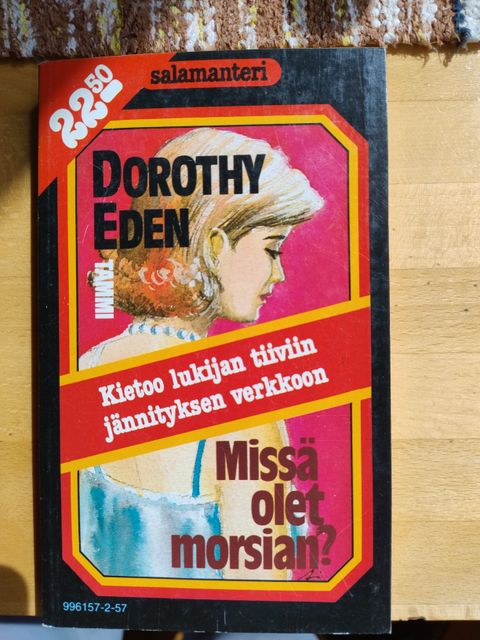 22.50
salamanteri
DOROTHY
EDEN
TAMMI
Kietoo lukijan tiiviin
jännityksen verkkoon
Missä
olet
morsian?
996157-2-57